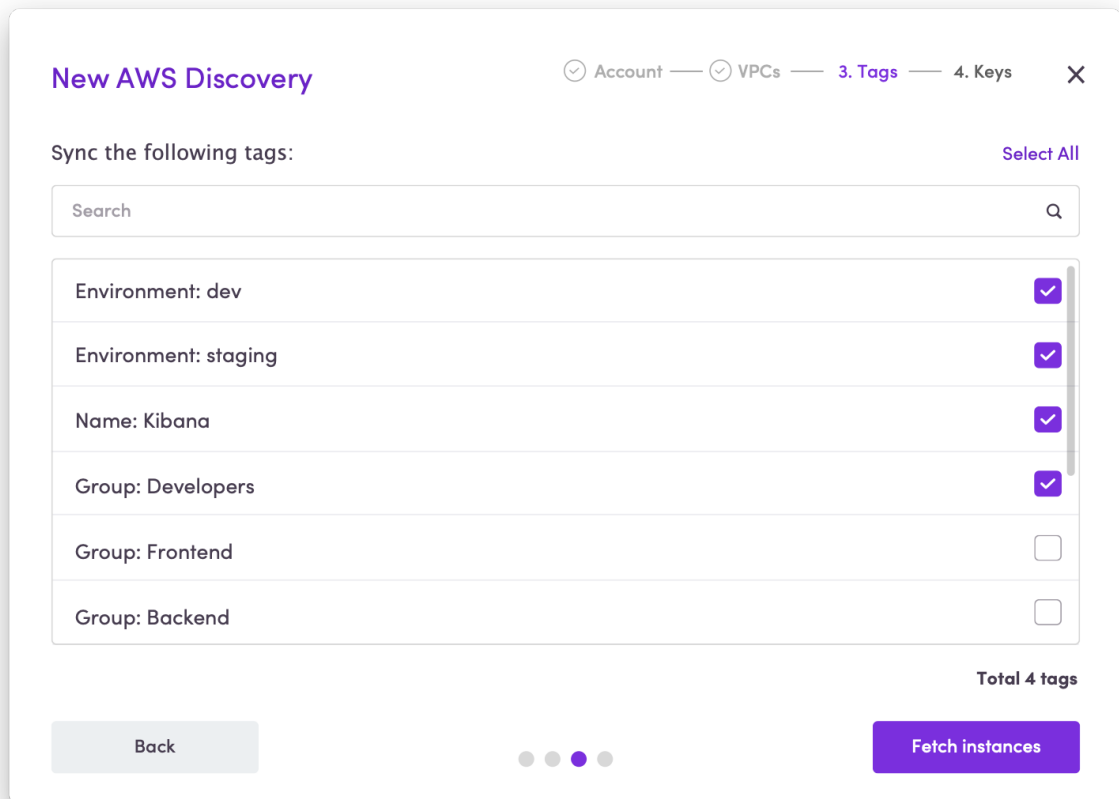 New AWS Discovery
Account
VPCs
3. Tags
4. Keys
Sync the following tags:
Select All
Search
Environment: dev
Environment: staging
Name: Kibana
Group: Developers
Group: Frontend
Group: Backend
Total 4 tags
Back
Fetch instances